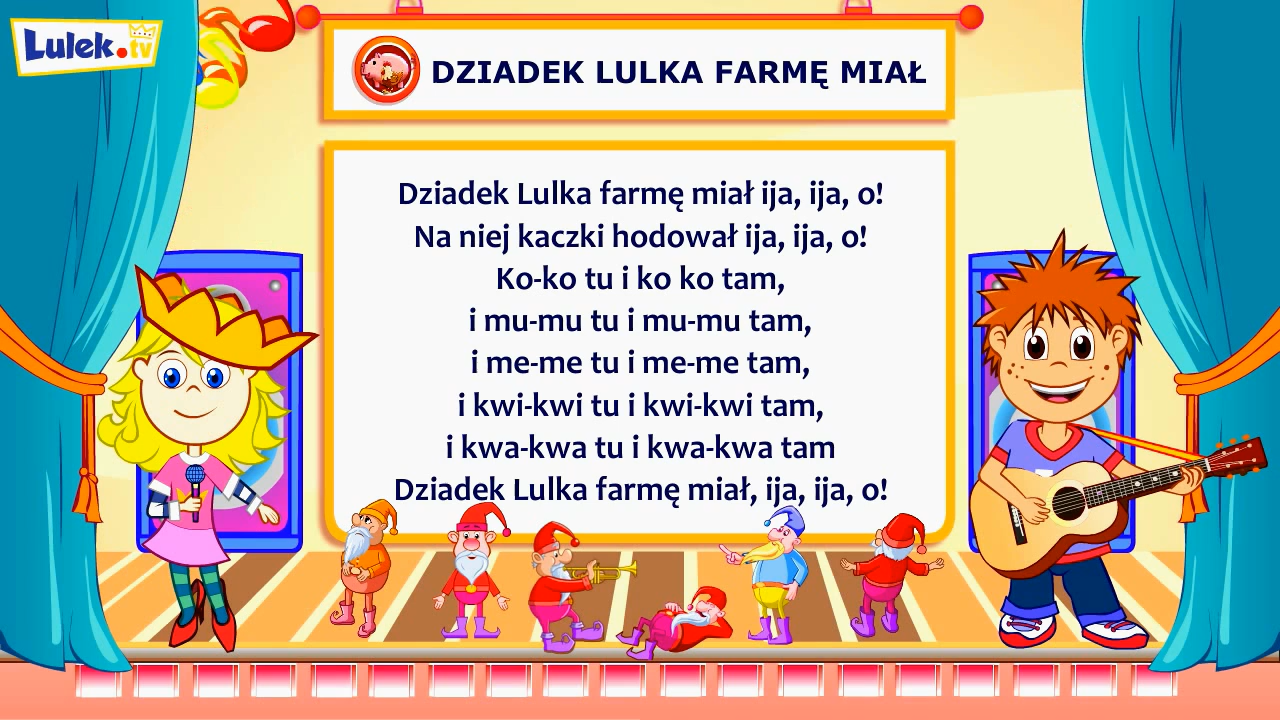 Lulek.tv
DZIADEK LULKA FARMĘ MIAŁ
Dziadek Lulka farmę miał ija, ija, o!
Na niej kaczki hodował ija, ija, o!
Ko-ko tu i ko ko tam,
i mu-mu tu i mu-mu tam,
i me-me tu i me-me tam,
i kwi-kwi tu i kwi-kwi tam,
i kwa-kwa tu i kwa-kwa tam
Dziadek Lulka farmę miał, ija, ija, o!